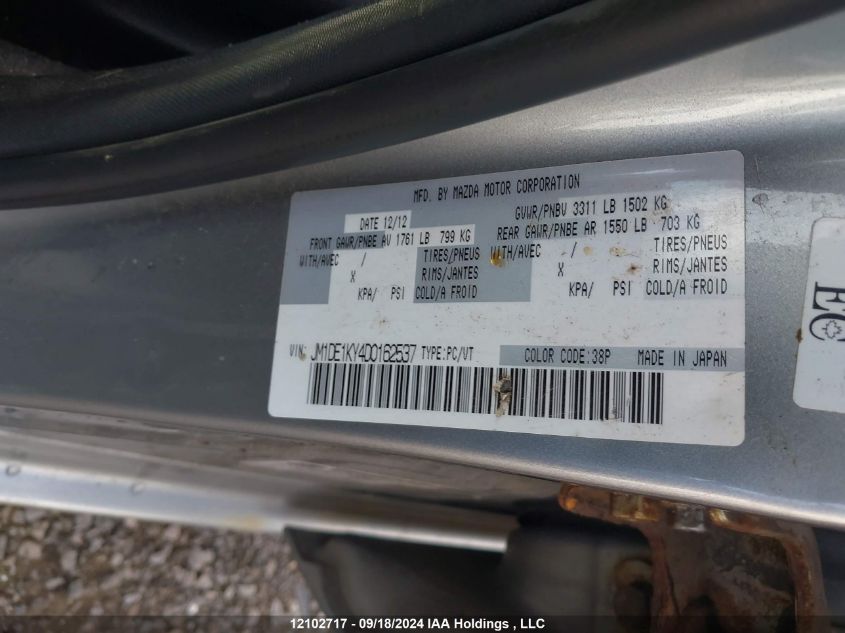 MFD. BY MAZDA MOTOR CORPORATION
DATE 12/12 GVWR/PNBV 3311 LB 1502 KG
FRONT GAWR/PNBE AV 1761 LB 799 KG REAR GAWR/PNBE AR 1550 LB 703 KG
WITH/AVEC / TIRES/PNEUS WITH/AVEC / TIRES/PNEUS
X RIMS/JANTES X RIMS/JANTES
KPA/ PSI COLD/A FROID KPA/ PSI COLD/A FROID
VIN: JM1DE1KY4D0162537 TYPE:PC/VT COLOR CODE:38P MADE IN JAPAN
EC
12102717 - 09/18/2024 IAA Holdings , LLC